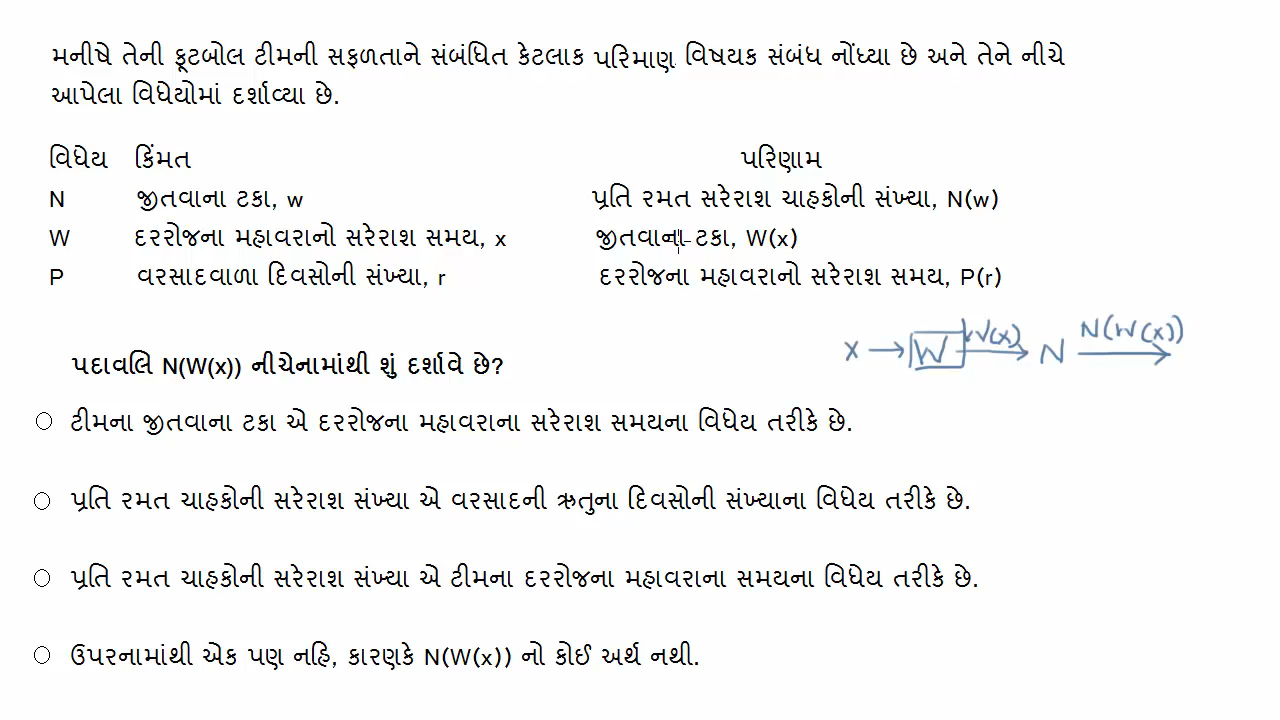 મનીષે તેની ફૂટબોલ ટીમની સફળતાને સંબંધિત કેટલાક પરિમાણ વિષયક સંબંધ નોંધ્યા છે અને તેને નીચે
આપેલા વિધેયોમાં દર્શાવ્યા છે.
વિધેય કિંમત પરિણામ
N જીતવાના ટકા, w પ્રતિ રમત સરેરાશ ચાહકોની સંખ્યા, N(w)
W દરરોજના મહાવરાનો સરેરાશ સમય, x જીતવાના ટકા, W(x)
P વરસાદવાળા દિવસોની સંખ્યા, r દરરોજના મહાવરાનો સરેરાશ સમય, P(r)
x → W W(x) → N N(W(x)) →
પદાવલિ N(W(x)) નીચેનામાંથી શું દર્શાવે છે?
ટીમના જીતવાના ટકા એ દરરોજના મહાવરાના સરેરાશ સમયના વિધેય તરીકે છે.
પ્રતિ રમત ચાહકોની સરેરાશ સંખ્યા એ વરસાદની ઋતુના દિવસોની સંખ્યાના વિધેય તરીકે છે.
પ્રતિ રમત ચાહકોની સરેરાશ સંખ્યા એ ટીમના દરરોજના મહાવરાના સમયના વિધેય તરીકે છે.
ઉપરનામાંથી એક પણ નહિ, કારણકે N(W(x)) નો કોઈ અર્થ નથી.